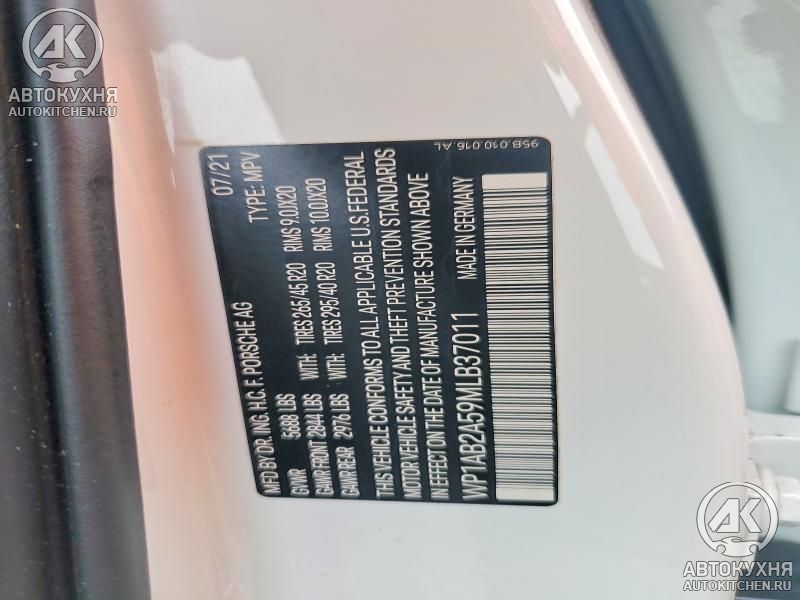 AK
АВТОКУХНЯ
AUTOKITCHEN.RU
MFD BY DR. ING. H.C. F. PORSCHE AG 07/21
GVWR 5688 LBS TYPE: MPV
GAWR FRONT 2844 LBS WITH: TIRES 265/45 R20 RIMS 9.0JX20
GAWR REAR 2976 LBS WITH: TIRES 295/40 R20 RIMS 10.0JX20
THIS VEHICLE CONFORMS TO ALL APPLICABLE U.S. FEDERAL
MOTOR VEHICLE SAFETY AND THEFT PREVENTION STANDARDS
IN EFFECT ON THE DATE OF MANUFACTURE SHOWN ABOVE
WP1AB2A59MLB37011 MADE IN GERMANY
95B.010.016.AL
AK
АВТОКУХНЯ
AUTOKITCHEN.RU